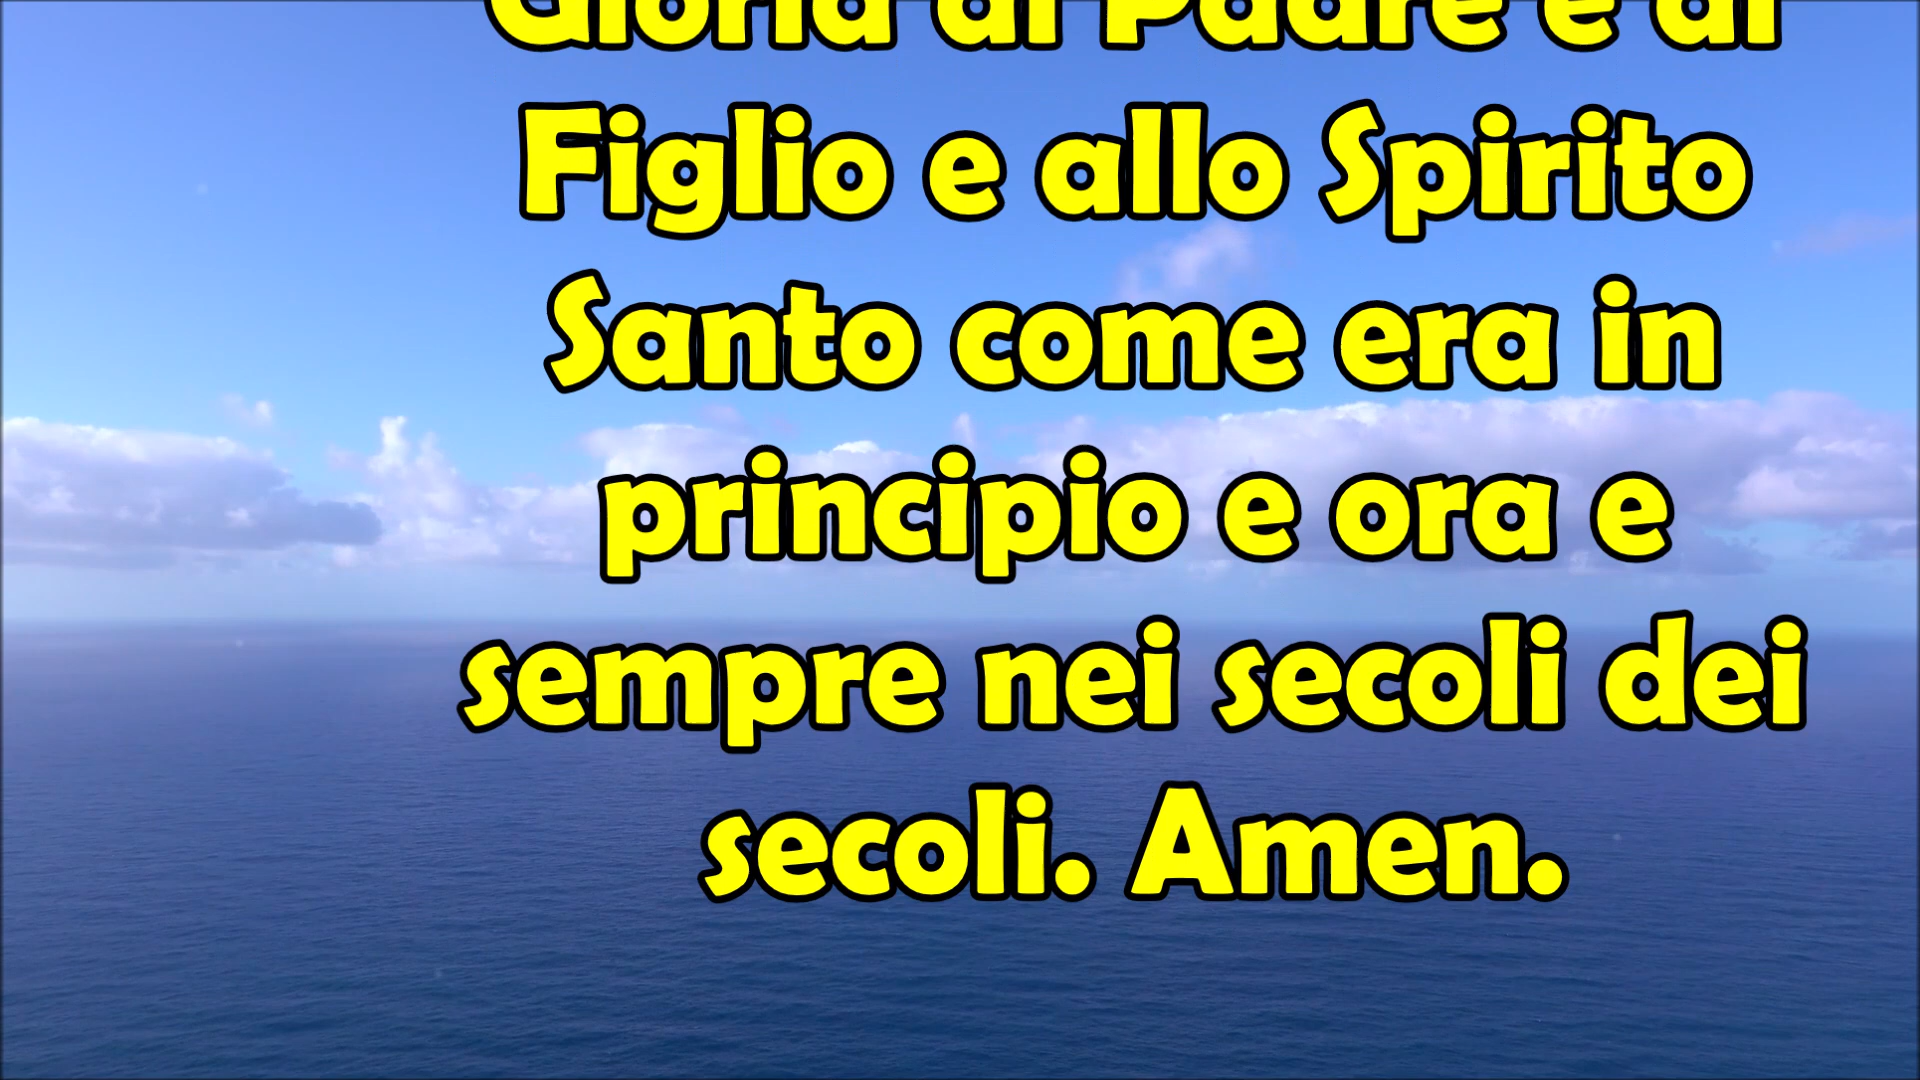 Gloria al Padre e al
Figlio e allo Spirito
Santo come era in
principio e ora e
sempre nei secoli dei
secoli. Amen.